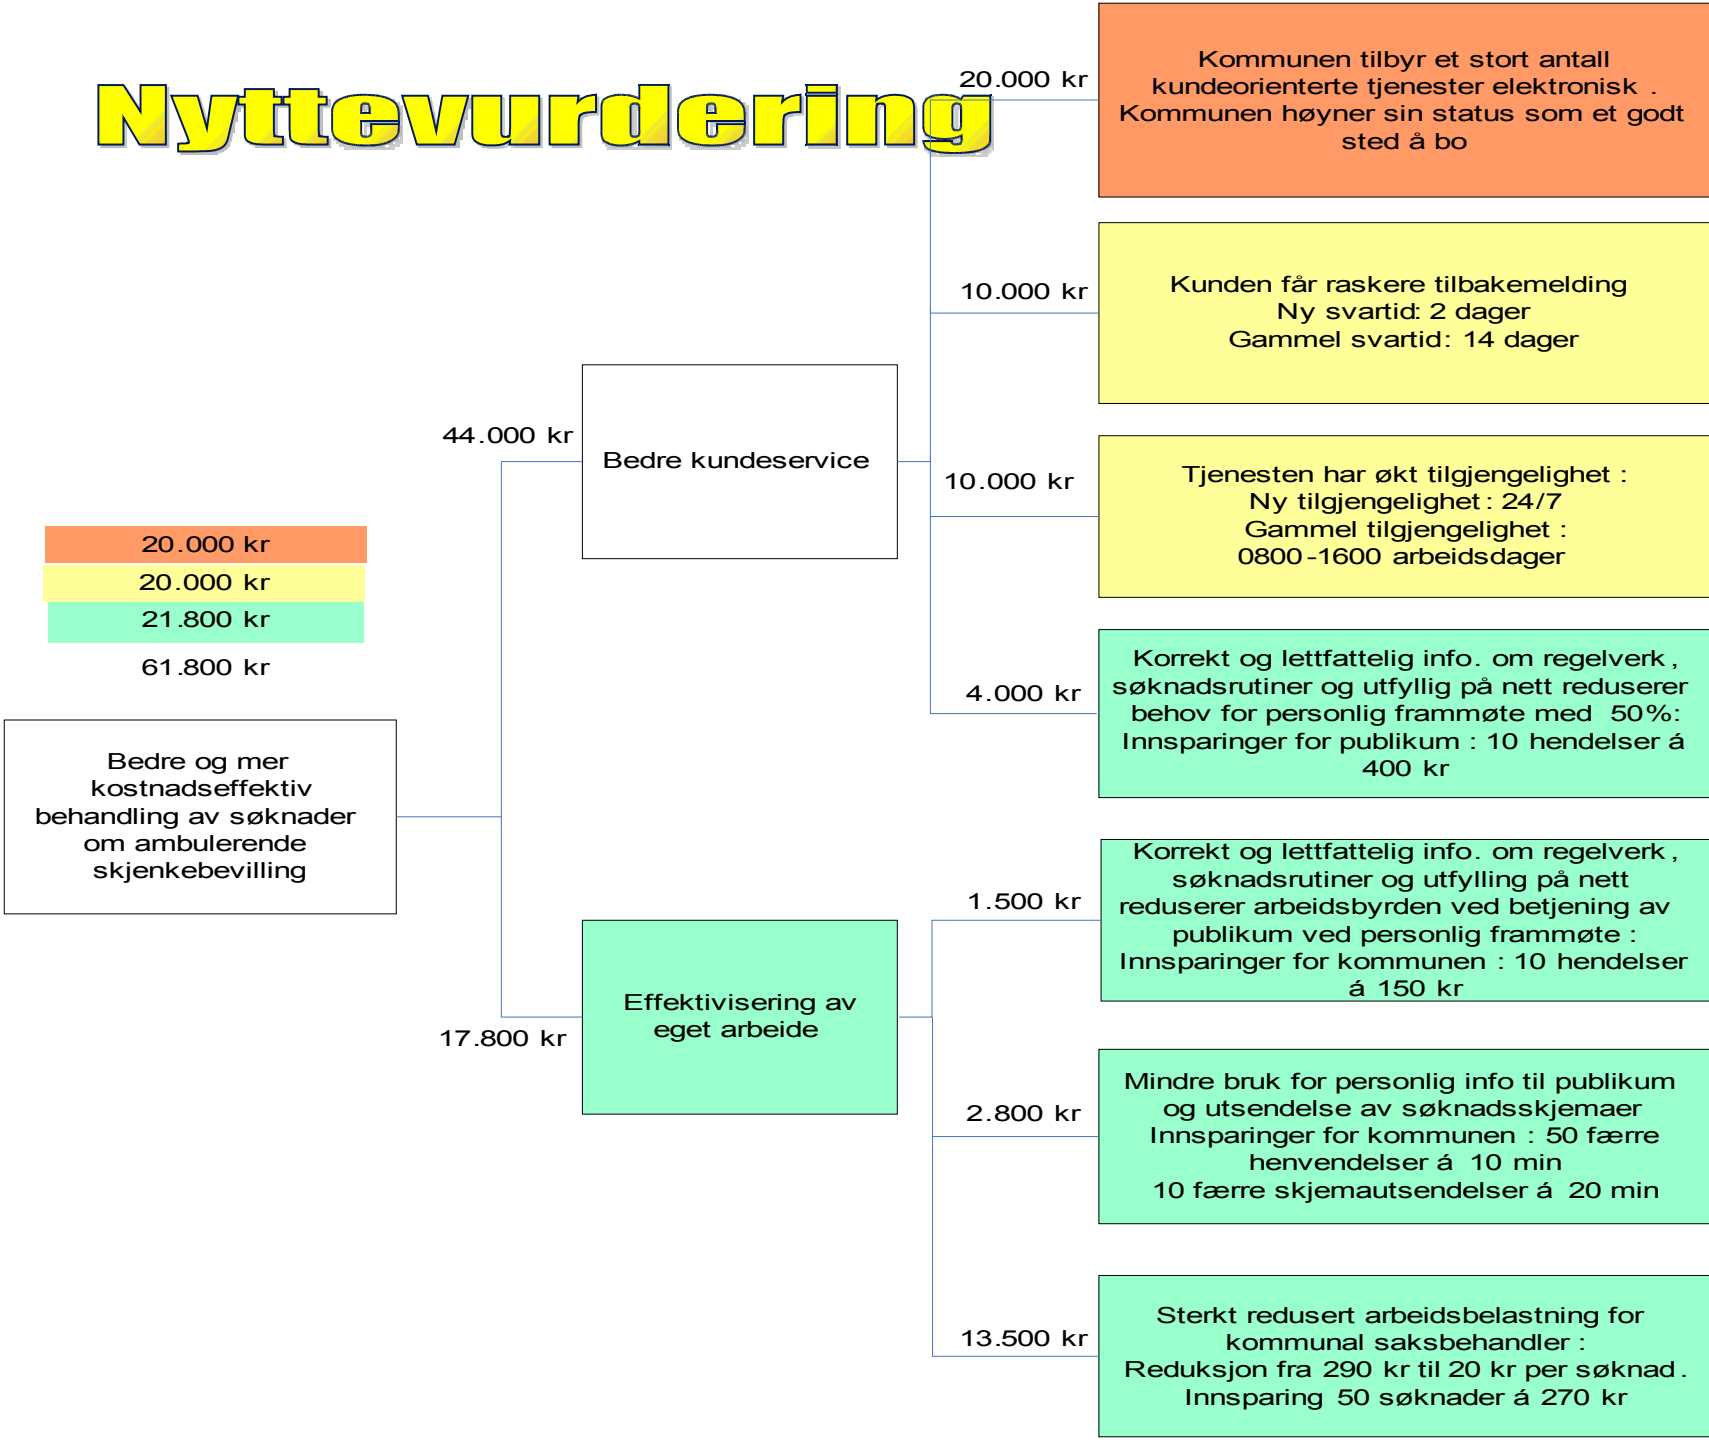 Nyttevurdering
20.000 kr
Kommunen tilbyr et stort antall
kundeorienterte tjenester elektronisk .
Kommunen høyner sin status som et godt
sted å bo
10.000 kr
Kunden får raskere tilbakemelding
Ny svartid: 2 dager
Gammel svartid: 14 dager
44.000 kr
Bedre kundeservice
10.000 kr
Tjenesten har økt tilgjengelighet :
Ny tilgjengelighet : 24/7
Gammel tilgjengelighet :
0800-1600 arbeidsdager
20.000 kr
20.000 kr
21.800 kr
61.800 kr
4.000 kr
Korrekt og lettfattelig info. om regelverk ,
søknadsrutiner og utfyllig på nett reduserer
behov for personlig frammøte med 50%:
Innsparinger for publikum : 10 hendelser á
400 kr
Bedre og mer
kostnadseffektiv
behandling av søknader
om ambulerende
skjenkebevilling
1.500 kr
Korrekt og lettfattelig info. om regelverk ,
søknadsrutiner og utfylling på nett
reduserer arbeidsbyrden ved betjening av
publikum ved personlig frammøte :
Innsparinger for kommunen : 10 hendelser
á 150 kr
17.800 kr
Effektivisering av
eget arbeide
2.800 kr
Mindre bruk for personlig info til publikum
og utsendelse av søknadsskjemaer
Innsparinger for kommunen : 50 færre
henvendelser á 10 min
10 færre skjemautsendelser á 20 min
13.500 kr
Sterkt redusert arbeidsbelastning for
kommunal saksbehandler :
Reduksjon fra 290 kr til 20 kr per søknad .
Innsparing 50 søknader á 270 kr